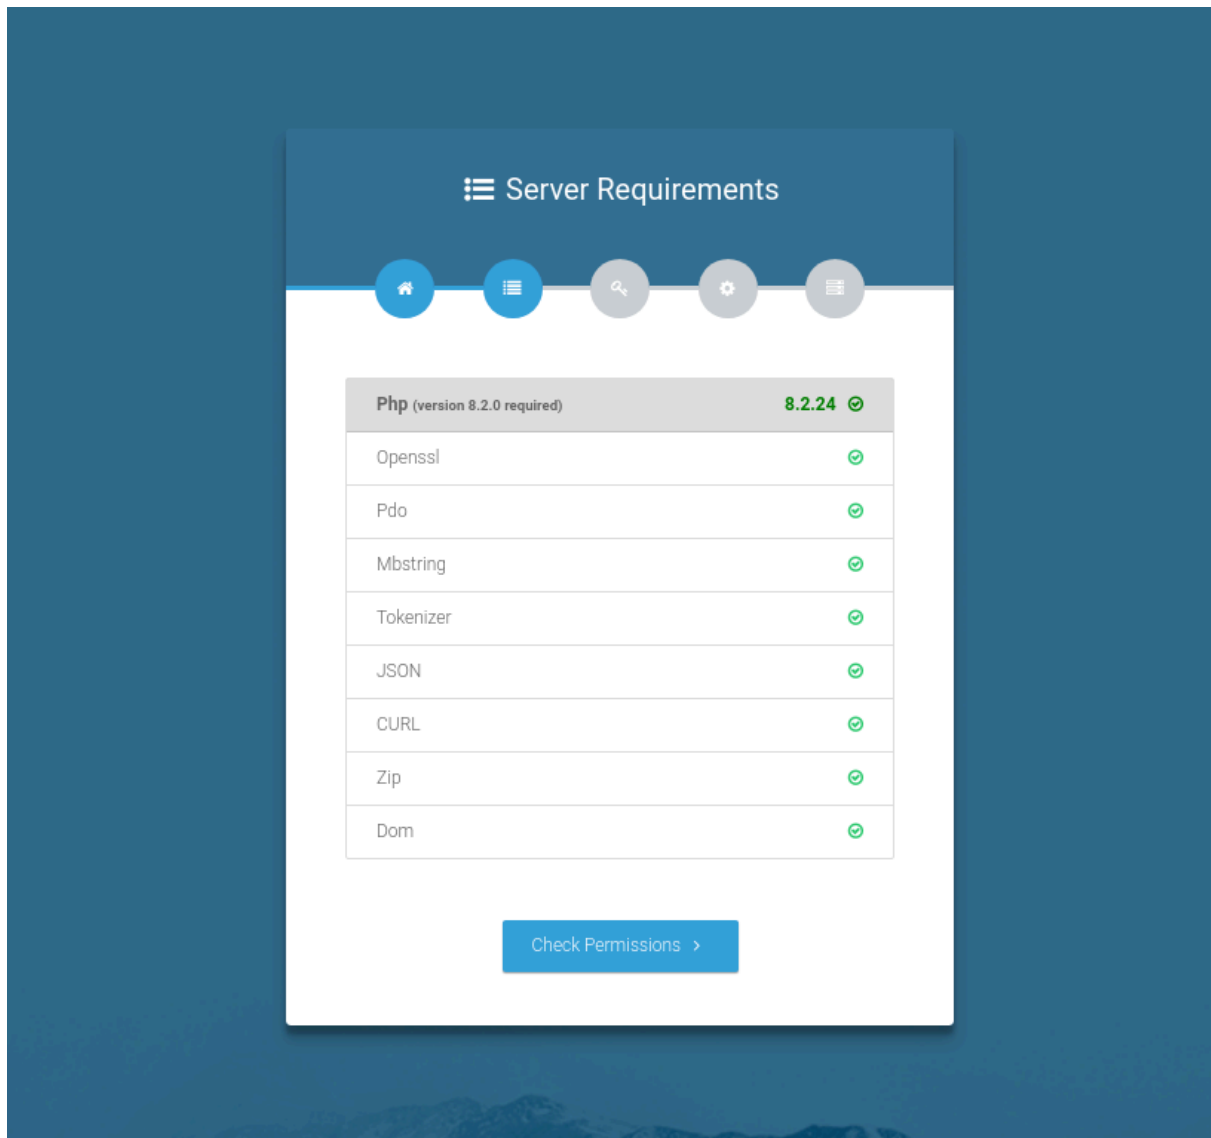 Server Requirements
Php (version 8.2.0 required) 8.2.24
Openssl
Pdo
Mbstring
Tokenizer
JSON
CURL
Zip
Dom
Check Permissions